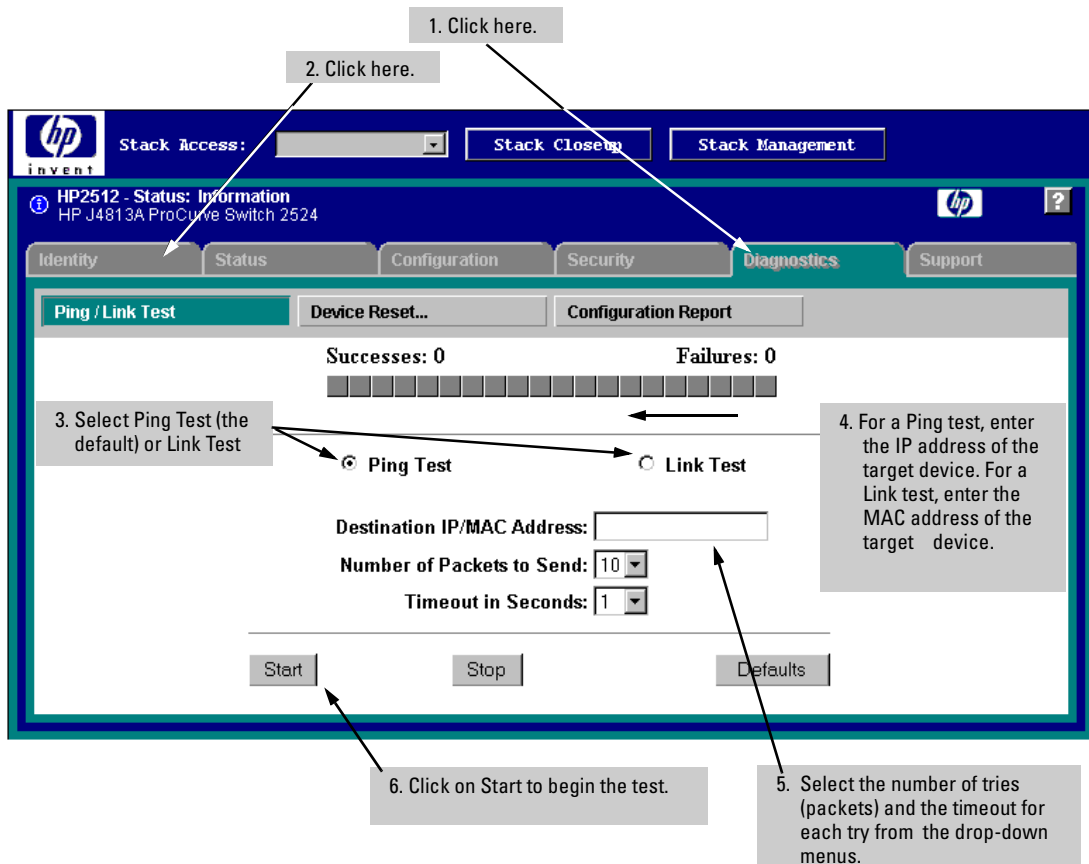 1. Click here.
2. Click here.
hp
invent
Stack Access:
Stack Closeup
Stack Management
HP2512 - Status: Information
HP J4813A ProCurve Switch 2524
hp
?
Identity
Status
Configuration
Security
Diagnostics
Support
Ping / Link Test
Device Reset...
Configuration Report
Successes: 0
Failures: 0
3. Select Ping Test (the
default) or Link Test
Ping Test
Link Test
4. For a Ping test, enter
the IP address of the
target device. For a
Link test, enter the
MAC address of the
target device.
Destination IP/MAC Address:
Number of Packets to Send: 10
Timeout in Seconds: 1
Start
Stop
Defaults
6. Click on Start to begin the test.
5. Select the number of tries
(packets) and the timeout for
each try from the drop-down
menus.